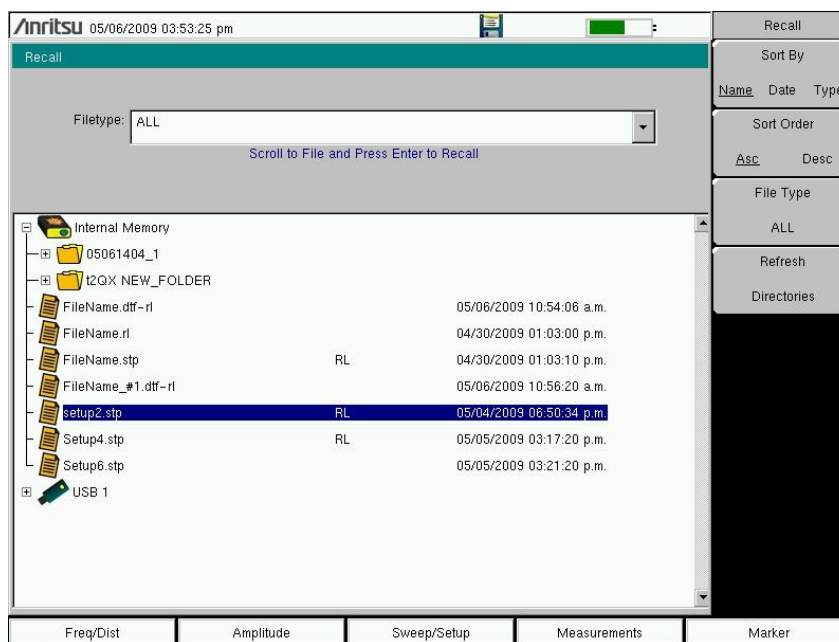 Anritsu 05/06/2009 03:53:25 pm
Recall
Filetype: ALL
Scroll to File and Press Enter to Recall
Internal Memory
05061404_1
t2QX NEW_FOLDER
FileName.dtf-rl 05/06/2009 10:54:06 a.m.
FileName.rl 04/30/2009 01:03:00 p.m.
FileName.stp RL 04/30/2009 01:03:10 p.m.
FileName_#1.dtf-rl 05/06/2009 10:56:20 a.m.
setup2.stp RL 05/04/2009 06:50:34 p.m.
Setup4.stp RL 05/05/2009 03:17:20 p.m.
Setup6.stp 05/05/2009 03:21:20 p.m.
USB 1
Recall
Sort By
Name Date Type
Sort Order
Asc Desc
File Type
ALL
Refresh
Directories
Freq/Dist Amplitude Sweep/Setup Measurements Marker